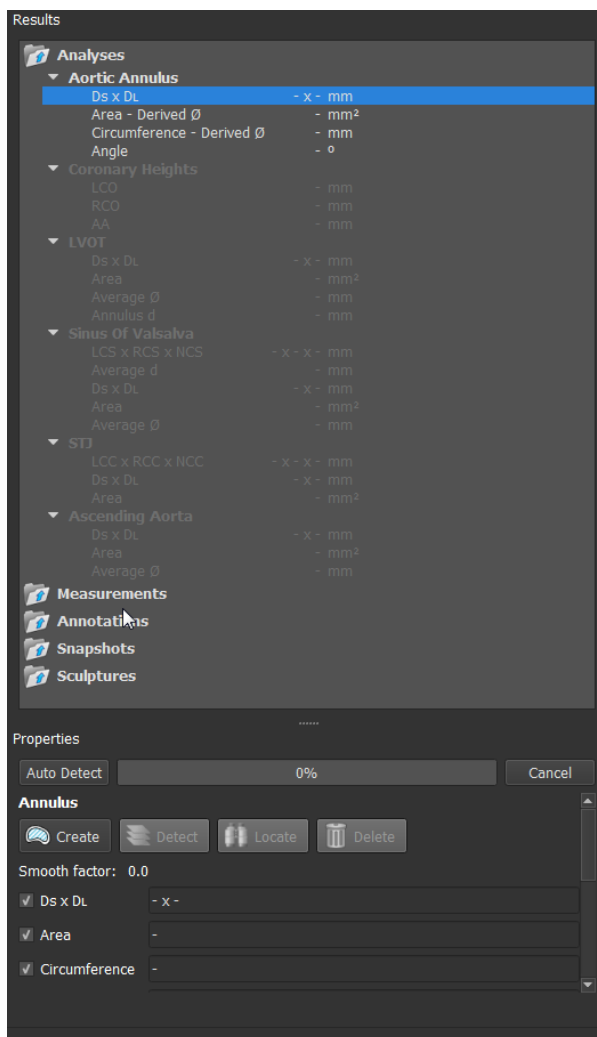 Results
Analyses
Aortic Annulus
Ds x DL - x - mm
Area - Derived Ø - mm²
Circumference - Derived Ø - mm
Angle - º
Coronary Heights
LCO - mm
RCO - mm
AA - mm
LVOT
Ds x DL - x - mm
Area - mm²
Average Ø - mm
Annulus d - mm
Sinus Of Valsalva
LCS x RCS x NCS - x - x - mm
Average d - mm
Ds x DL - x - mm
Area - mm²
Average Ø - mm
STJ
LCC x RCC x NCC - x - x - mm
Ds x DL - x - mm
Area - mm²
Ascending Aorta
Ds x DL - x - mm
Area - mm²
Average Ø - mm
Measurements
Annotations
Snapshots
Sculptures
Properties
Auto Detect 0% Cancel
Annulus
Create Detect Locate Delete
Smooth factor: 0.0
Ds x DL - x -
Area -
Circumference -